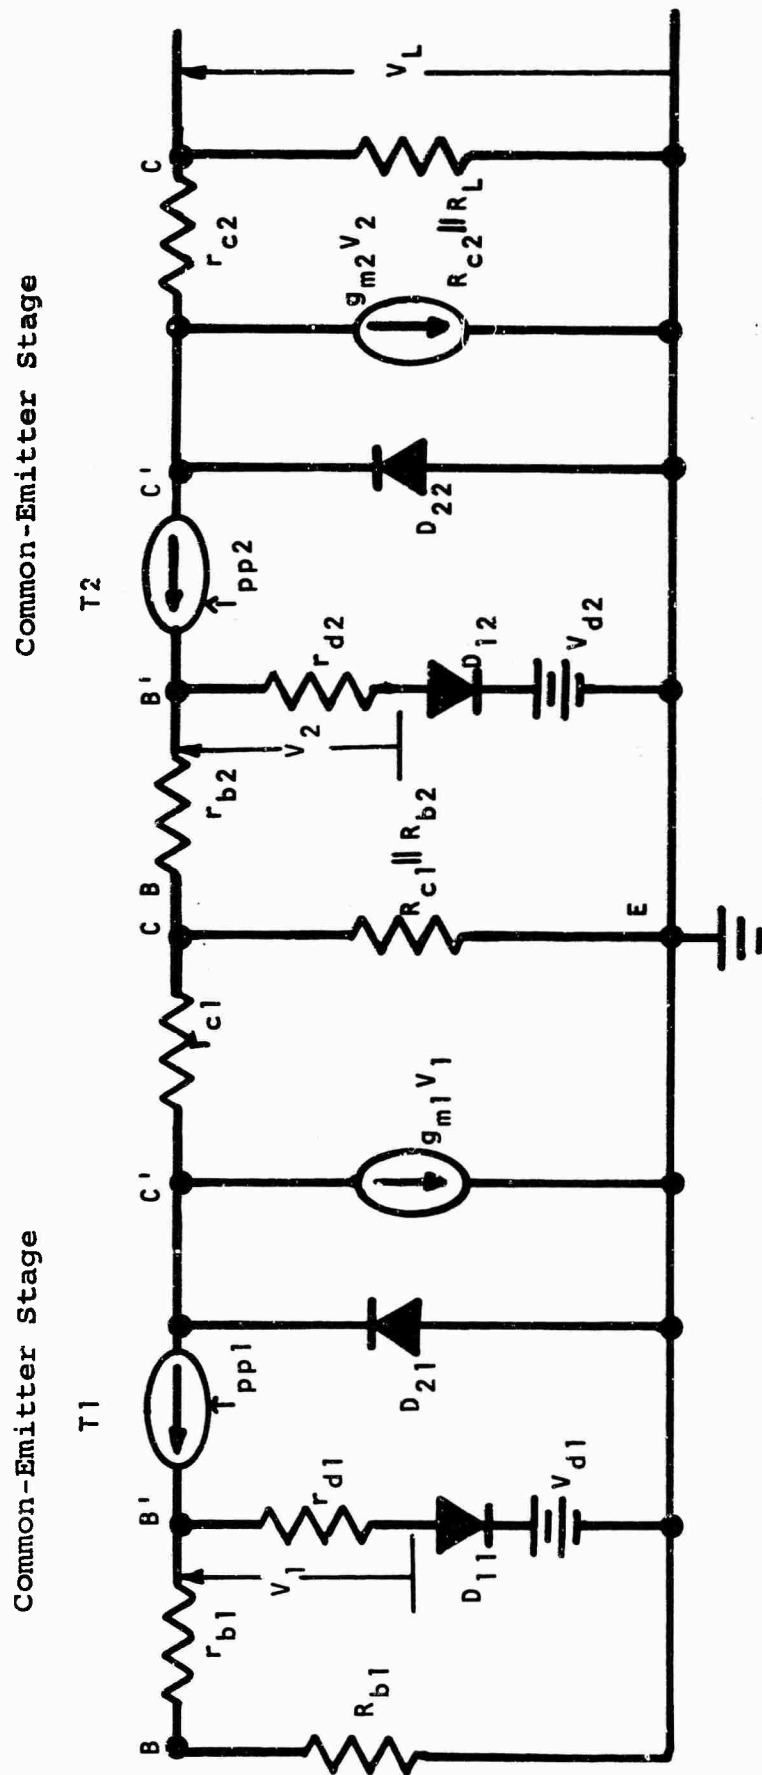 Common-Emitter Stage
Common-Emitter Stage
T1
T2
B
r_b1
B'
I_pp1
C'
r_c1
C
B
r_b2
B'
I_pp2
C'
r_c2
C
R_b1
V_1
r_d1
D_11
V_d1
D_21
g_m1 V_1
R_c1||R_b2
E
V_2
r_d2
D_12
V_d2
D_22
g_m2 V_2
R_c2||R_L
V_L